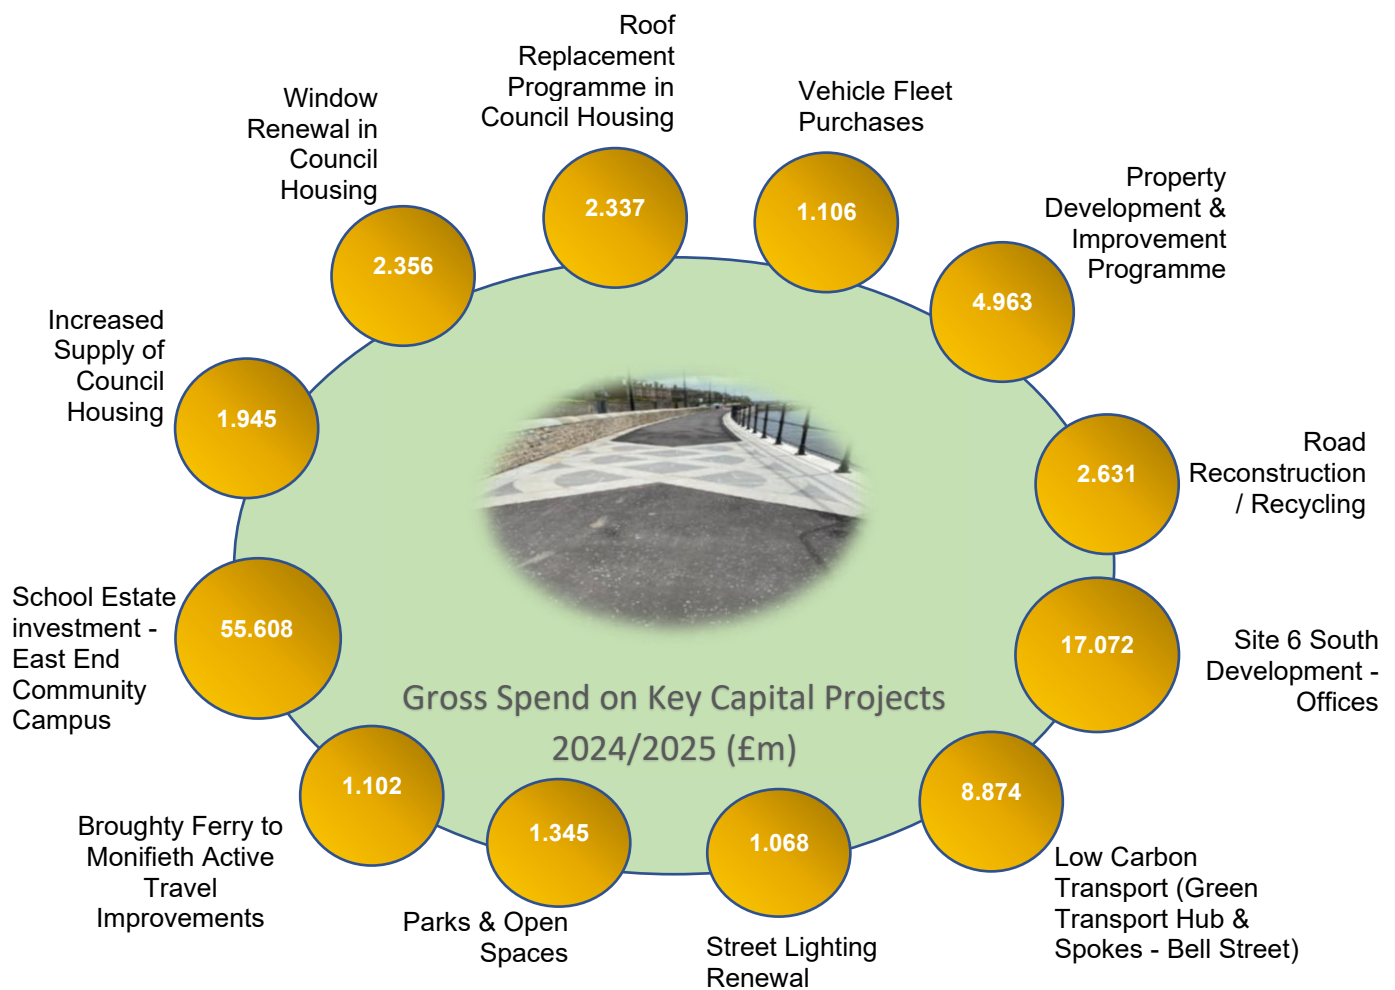 Roof
Replacement
Programme in
Council Housing
2.337
Vehicle Fleet
Purchases
1.106
Property
Development &
Improvement
Programme
4.963
Road
Reconstruction
/ Recycling
2.631
Site 6 South
Development -
Offices
17.072
Low Carbon
Transport (Green
Transport Hub &
Spokes - Bell Street)
8.874
Street Lighting
Renewal
1.068
Parks & Open
Spaces
1.345
Broughty Ferry to
Monifieth Active
Travel
Improvements
1.102
School Estate
investment -
East End
Community
Campus
55.608
Increased
Supply of
Council
Housing
1.945
Window
Renewal in
Council
Housing
2.356
Gross Spend on Key Capital Projects
2024/2025 (£m)